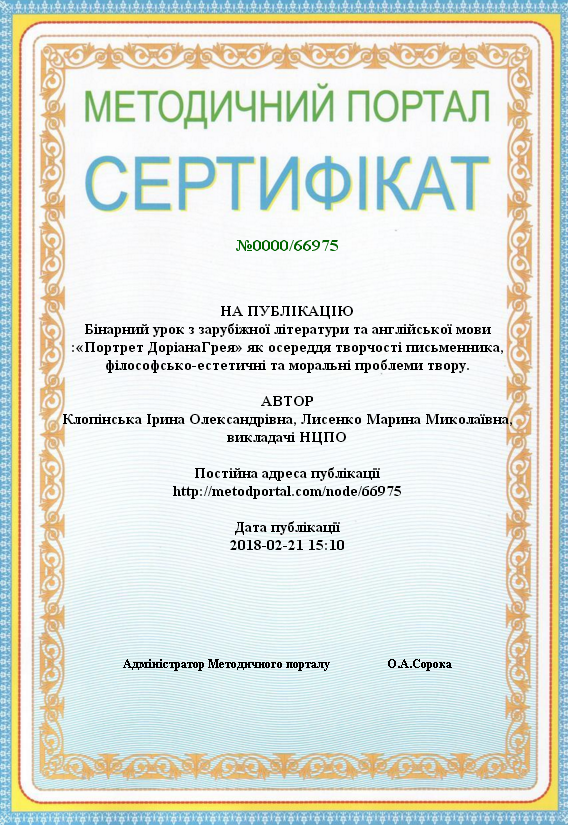 МЕТОДИЧНИЙ ПОРТАЛ
СЕРТИФІКАТ
№0000/66975
НА ПУБЛІКАЦІЮ
Бінарний урок з зарубіжної літератури та англійської мови
:«Портрет ДоріанаГрея» як осереддя творчості письменника,
філософсько-естетичні та моральні проблеми твору.
АВТОР
Клопінська Ірина Олександрівна, Лисенко Марина Миколаївна,
викладачі НЦПО
Постійна адреса публікації
http://metodportal.com/node/66975
Дата публікації
2018-02-21 15:10
Адміністратор Методичного порталу О.А.Сорока